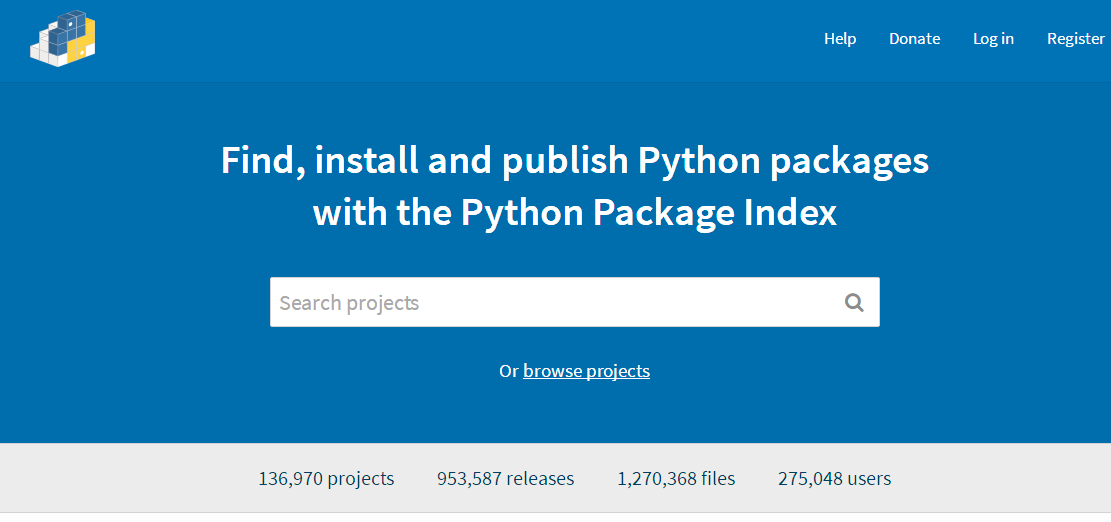 Help Donate Log in Register
Find, install and publish Python packages
with the Python Package Index
Search projects
Or browse projects
136,970 projects 953,587 releases 1,270,368 files 275,048 users